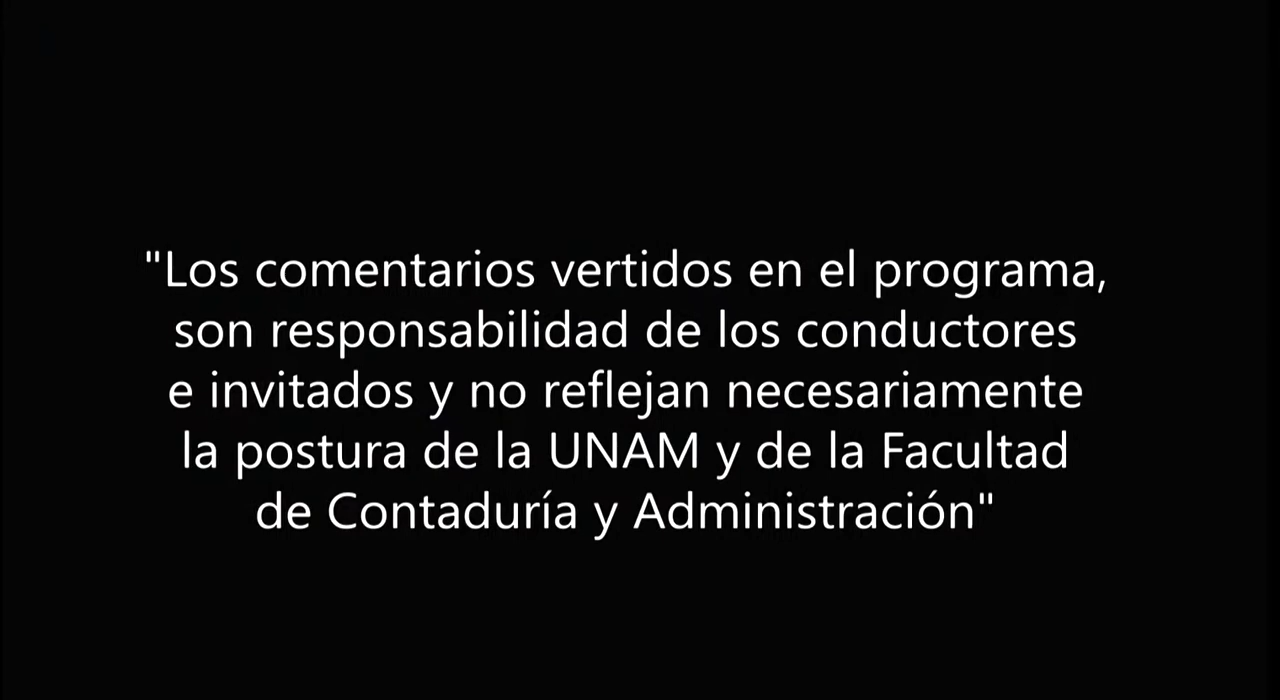 "Los comentarios vertidos en el programa,
son responsabilidad de los conductores
e invitados y no reflejan necesariamente
la postura de la UNAM y de la Facultad
de Contaduría y Administración"